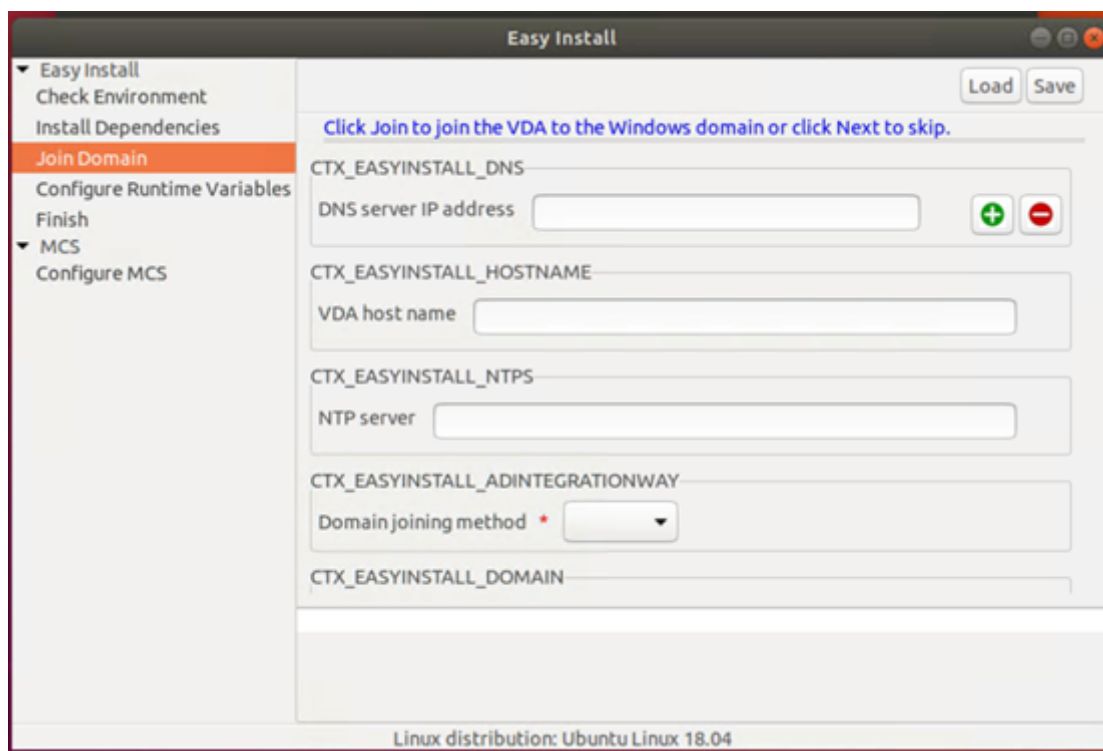 Easy Install
Easy Install
Check Environment
Install Dependencies
Join Domain
Configure Runtime Variables
Finish
MCS
Configure MCS
Load Save
Click Join to join the VDA to the Windows domain or click Next to skip.
CTX_EASYINSTALL_DNS
DNS server IP address
CTX_EASYINSTALL_HOSTNAME
VDA host name
CTX_EASYINSTALL_NTPS
NTP server
CTX_EASYINSTALL_ADINTEGRATIONWAY
Domain joining method *
CTX_EASYINSTALL_DOMAIN
Linux distribution: Ubuntu Linux 18.04